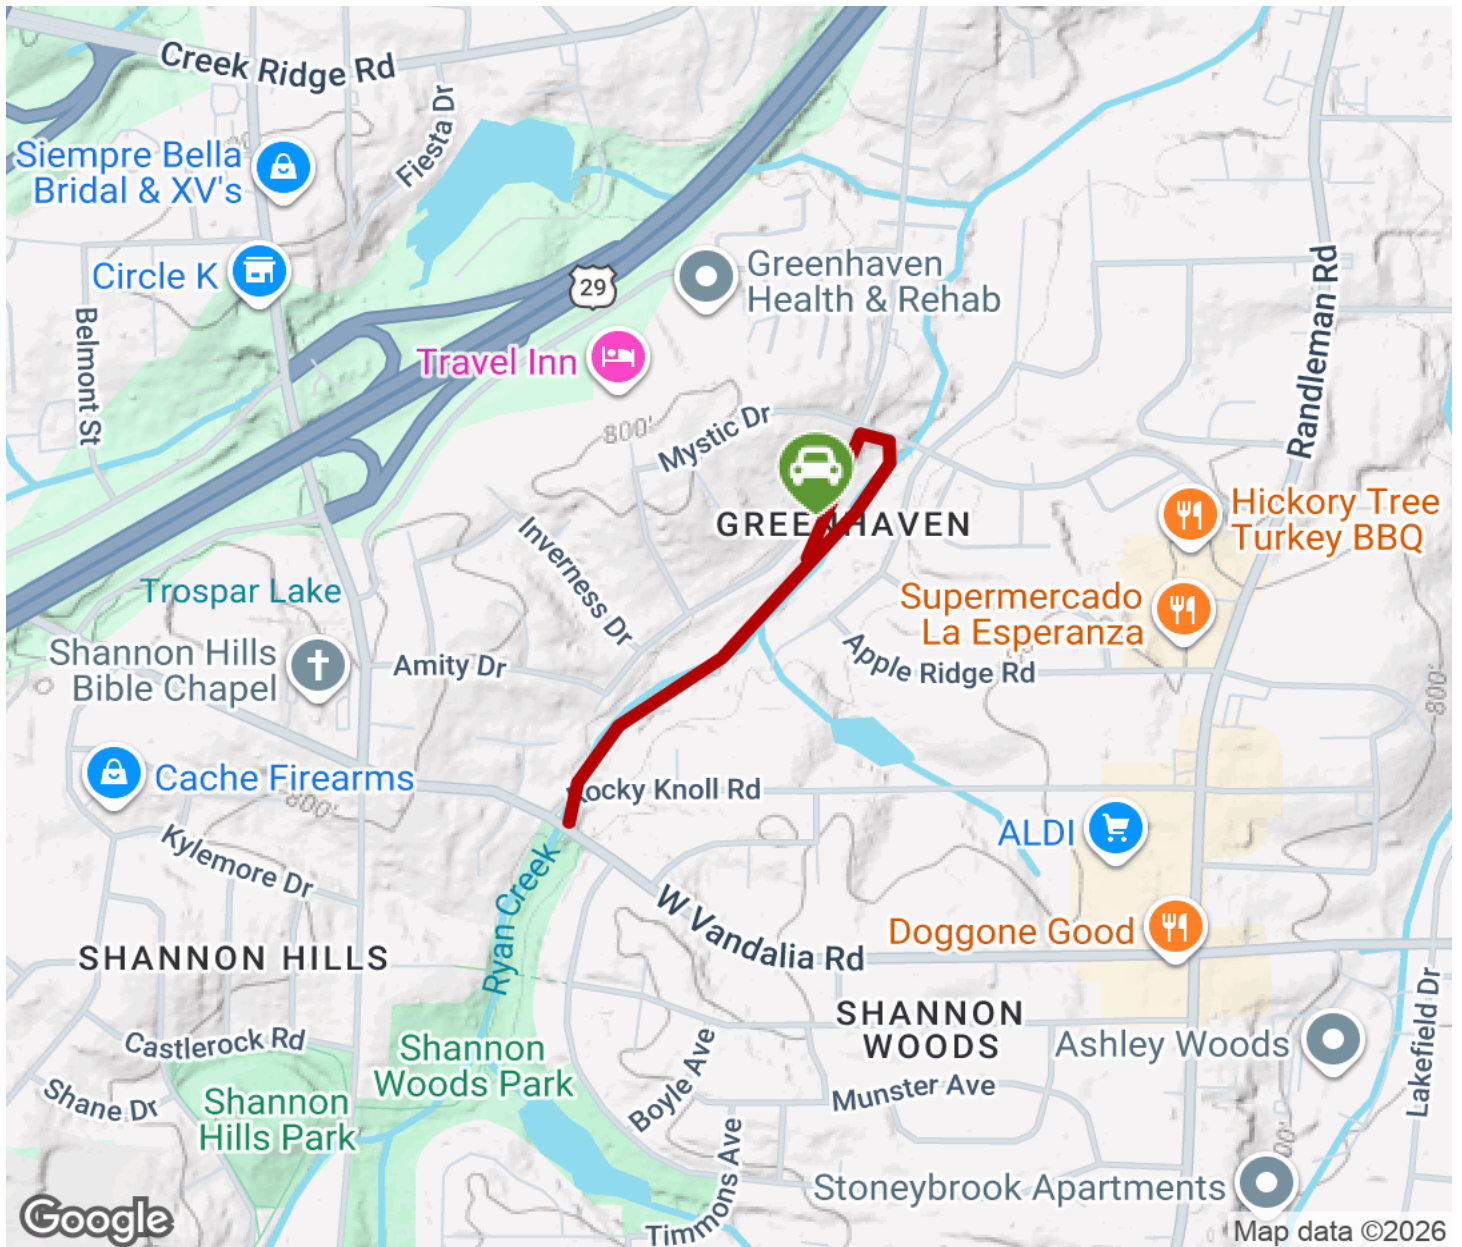 Creek Ridge Rd
Fiesta Dr
Siempre Bella
Bridal & XV's
Circle K
29
Greenhaven
Health & Rehab
Randleman Rd
Belmont St
Travel Inn
800'
Mystic Dr
GREENHAVEN
Hickory Tree
Turkey BBQ
Inverness Dr
Trospar Lake
Supermercado
La Esperanza
Shannon Hills
Bible Chapel
Amity Dr
Apple Ridge Rd
800'
Cache Firearms
800'
Rocky Knoll Rd
ALDI
Kylemore Dr
Ryan Creek
W Vandalia Rd
Doggone Good
SHANNON HILLS
SHANNON
WOODS
Castlerock Rd
Shannon
Woods Park
Ashley Woods
Lakefield Dr
Shane Dr
Shannon
Hills Park
Boyle Ave
Munster Ave
Timmons Ave
Stoneybrook Apartments
Google
Map data ©2026